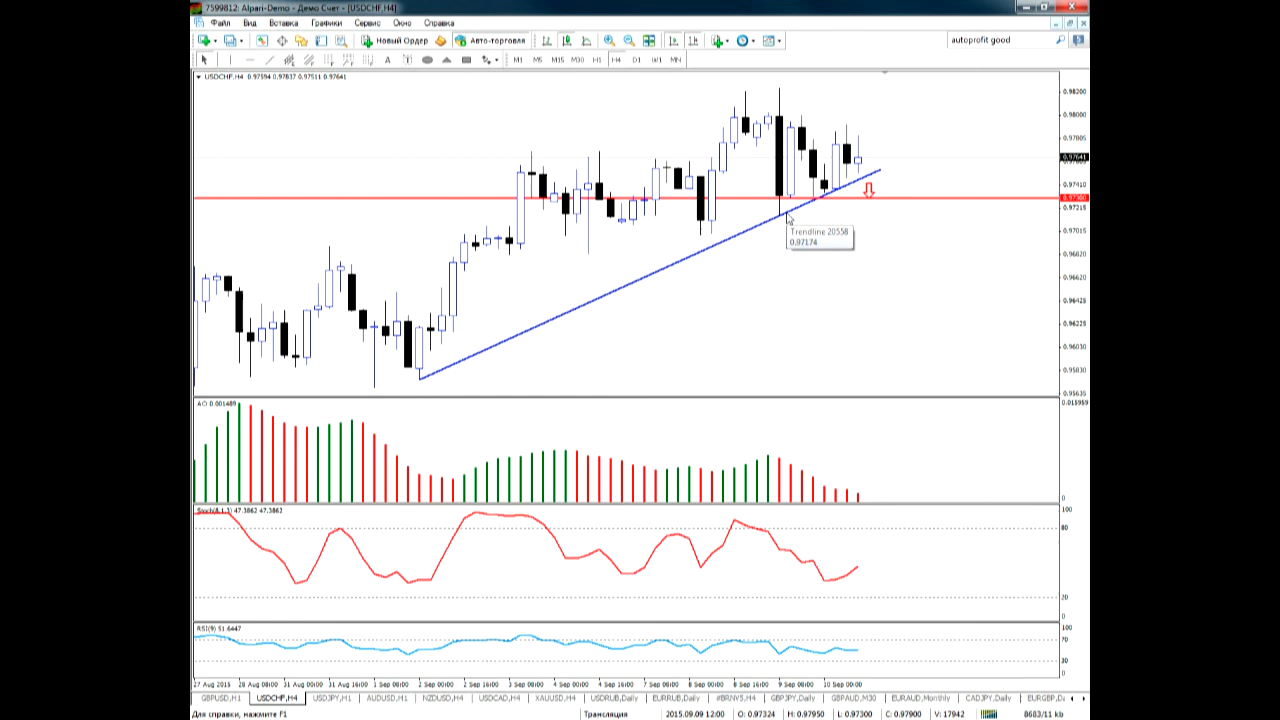 7599812: Alpari-Demo - Демо Счет - [USDCHF,H4]
Файл Вид Вставка Графики Сервис Окно Справка
Новый Ордер Авто-торговля autoprofit good
A T M1 M5 M15 M30 H1 H4 D1 W1 MN
USDCHF,H4 0.97594 0.97837 0.97511 0.97641
0.98200
0.98000
0.97805
0.97641
0.97410
0.97300
0.97215
0.97015
0.96820
0.96620
0.96425
0.96225
0.96030
0.95830
0.95635
Trendline 20558
0.97174
AO 0.001489
0.015959
0
Stoch(8,1,3) 47.3862 47.3862
100
80
20
0
RSI(9) 51.6447
100
70
30
27 Aug 2015 28 Aug 08:00 31 Aug 00:00 31 Aug 16:00 1 Sep 08:00 2 Sep 00:00 2 Sep 16:00 3 Sep 08:00 4 Sep 00:00 4 Sep 16:00 7 Sep 08:00 8 Sep 00:00 8 Sep 16:00 9 Sep 08:00 10 Sep 00:00
GBPUSD,H1 USDCHF,H4 USDJPY,H1 AUDUSD,H1 NZDUSD,H4 USDCAD,H4 XAUUSD,H4 USDRUB,Daily EURRUB,Daily #BRNV5,H4 GBPJPY,Daily GBPAUD,M30 EURAUD,Monthly CADJPY,Daily EURGBP,Da
Для справки, нажмите F1 Трансляция 2015.09.09 12:00 O: 0.97324 H: 0.97950 L: 0.97300 C: 0.97900 V: 17942 8683/11 kb